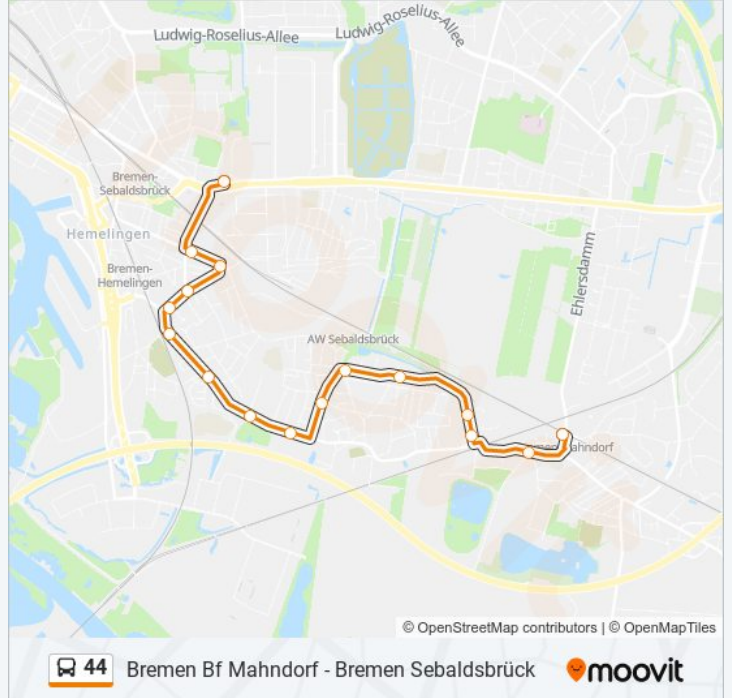 Ludwig-Roselius-Allee
Ludwig-Roselius-Allee
Bremen-
Sebaldsbrück
Hemelingen
Bremen-
Hemelingen
Ehlersdamm
AW Sebaldsbrück
© OpenStreetMap contributors | © OpenMapTiles
44 Bremen Bf Mahndorf - Bremen Sebaldsbrück moovit